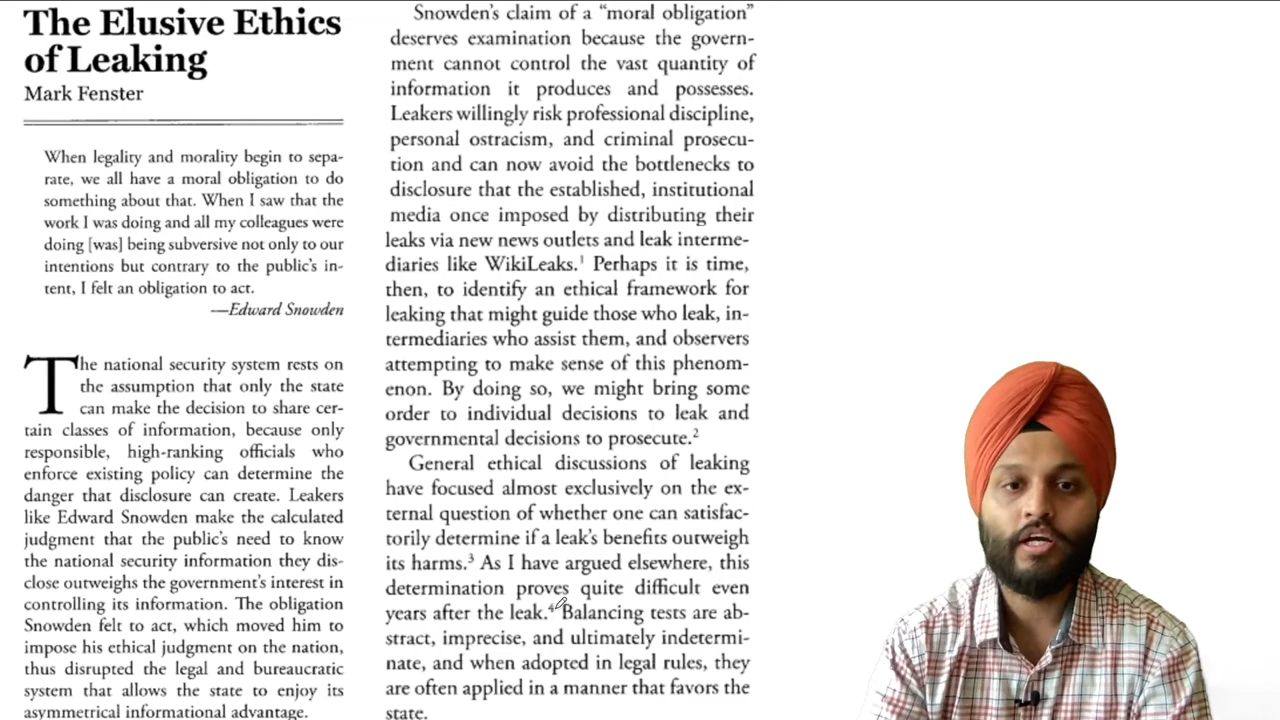 The Elusive Ethics
of Leaking
Mark Fenster
When legality and morality begin to sepa-
rate, we all have a moral obligation to do
something about that. When I saw that the
work I was doing and all my colleagues were
doing [was] being subversive not only to our
intentions but contrary to the public's in-
tent, I felt an obligation to act.
—Edward Snowden
The national security system rests on
the assumption that only the state
can make the decision to share cer-
tain classes of information, because only
responsible, high-ranking officials who
enforce existing policy can determine the
danger that disclosure can create. Leakers
like Edward Snowden make the calculated
judgment that the public's need to know
the national security information they dis-
close outweighs the government's interest in
controlling its information. The obligation
Snowden felt to act, which moved him to
impose his ethical judgment on the nation,
thus disrupted the legal and bureaucratic
system that allows the state to enjoy its
asymmetrical informational advantage.
Snowden's claim of a “moral obligation”
deserves examination because the govern-
ment cannot control the vast quantity of
information it produces and possesses.
Leakers willingly risk professional discipline,
personal ostracism, and criminal prosecu-
tion and can now avoid the bottlenecks to
disclosure that the established, institutional
media once imposed by distributing their
leaks via new news outlets and leak interme-
diaries like WikiLeaks.¹ Perhaps it is time,
then, to identify an ethical framework for
leaking that might guide those who leak, in-
termediaries who assist them, and observers
attempting to make sense of this phenom-
enon. By doing so, we might bring some
order to individual decisions to leak and
governmental decisions to prosecute.²
General ethical discussions of leaking
have focused almost exclusively on the ex-
ternal question of whether one can satisfac-
torily determine if a leak's benefits outweigh
its harms.³ As I have argued elsewhere, this
determination proves quite difficult even
years after the leak.⁴ Balancing tests are ab-
stract, imprecise, and ultimately indetermi-
nate, and when adopted in legal rules, they
are often applied in a manner that favors the
state.